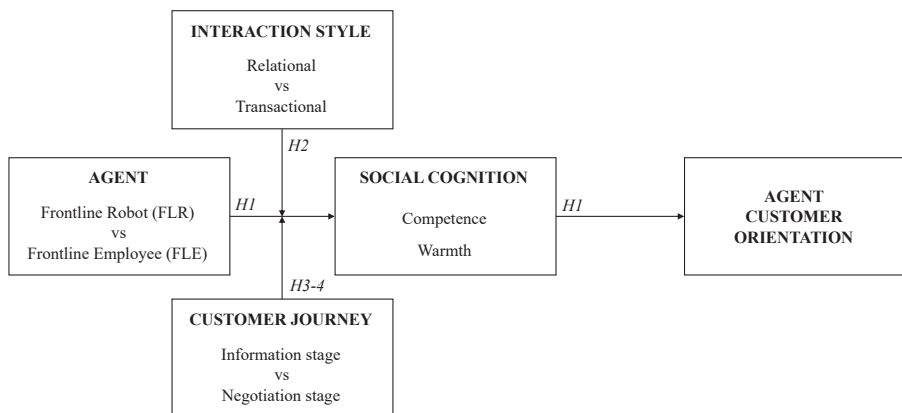 INTERACTION STYLE
Relational
vs
Transactional
H2
AGENT
Frontline Robot (FLR)
vs
Frontline Employee (FLE)
H1
SOCIAL COGNITION
Competence
Warmth
H1
AGENT
CUSTOMER
ORIENTATION
H3-4
CUSTOMER JOURNEY
Information stage
vs
Negotiation stage